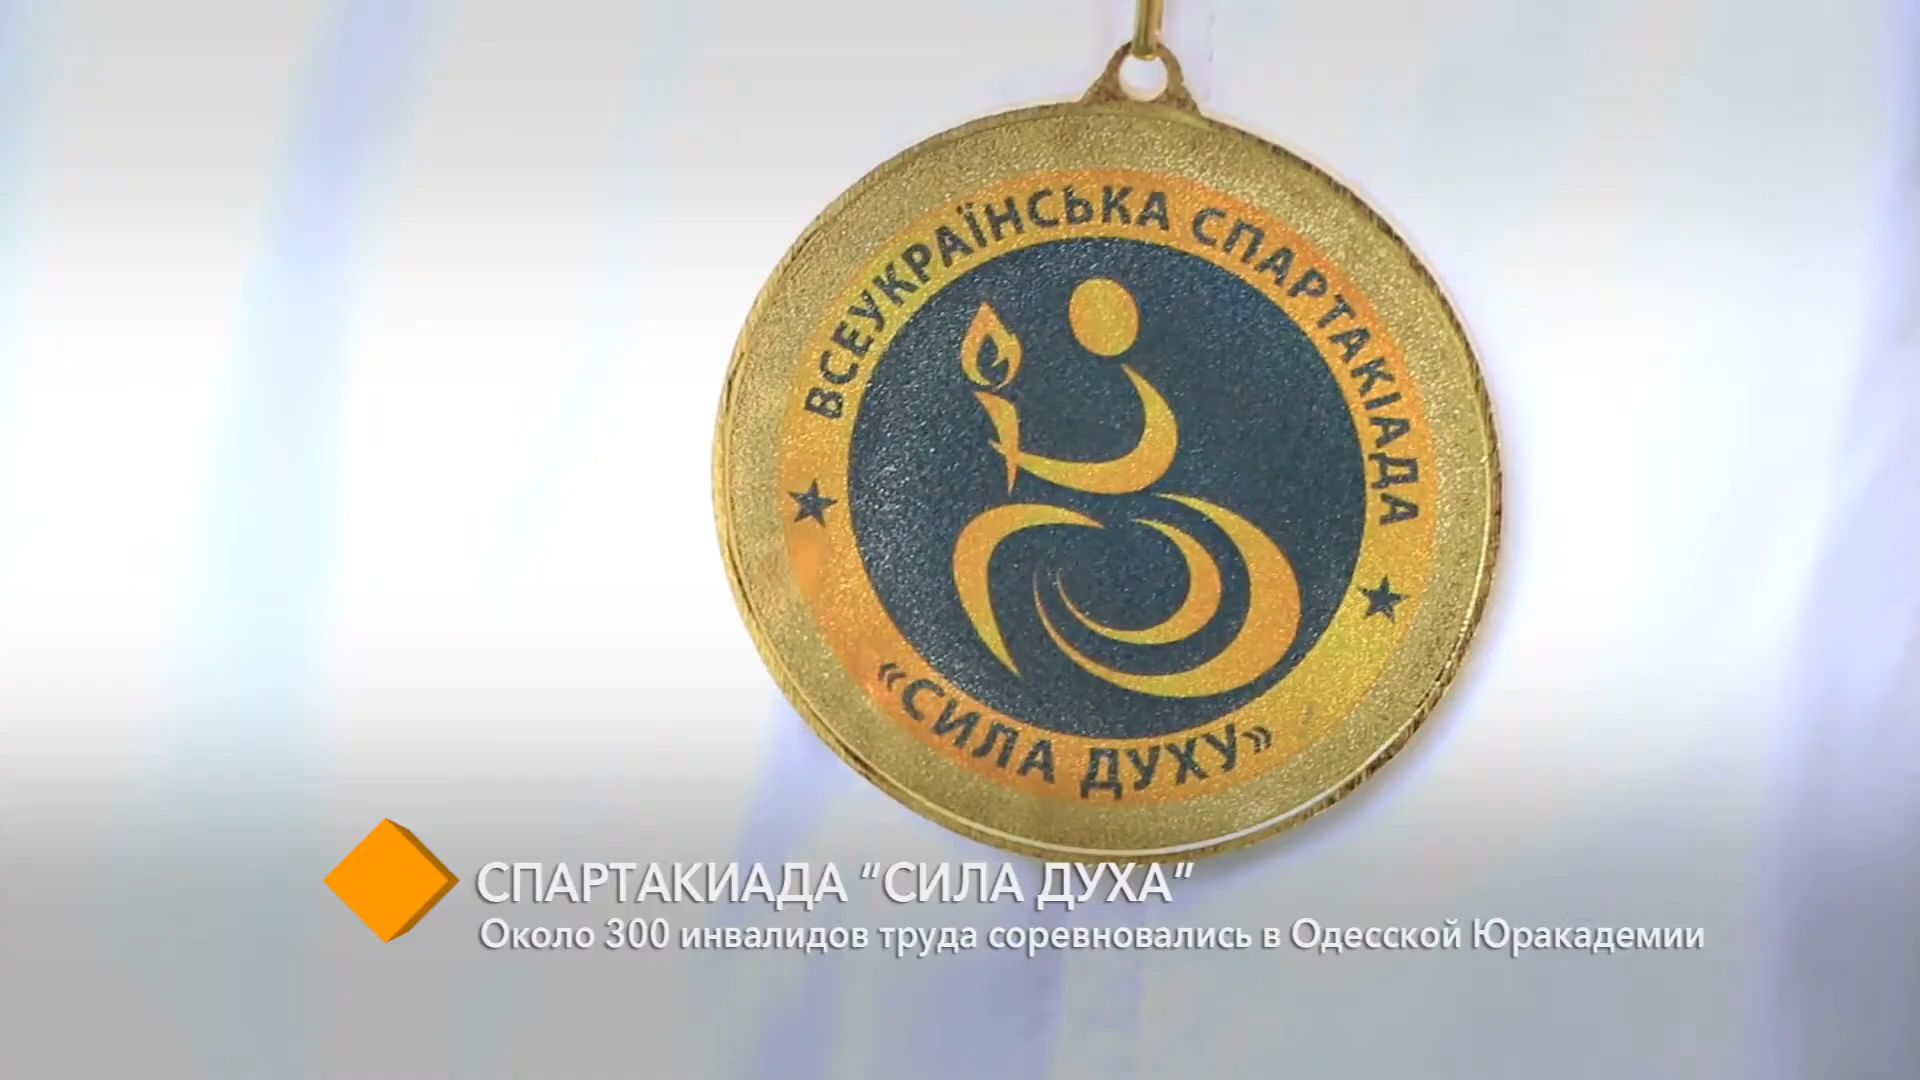 ВСЕУКРАЇНСЬКА СПАРТАКІАДА
«СИЛА ДУХУ»
СПАРТАКИАДА “СИЛА ДУХА”
Около 300 инвалидов труда соревновались в Одесской Юракадемии